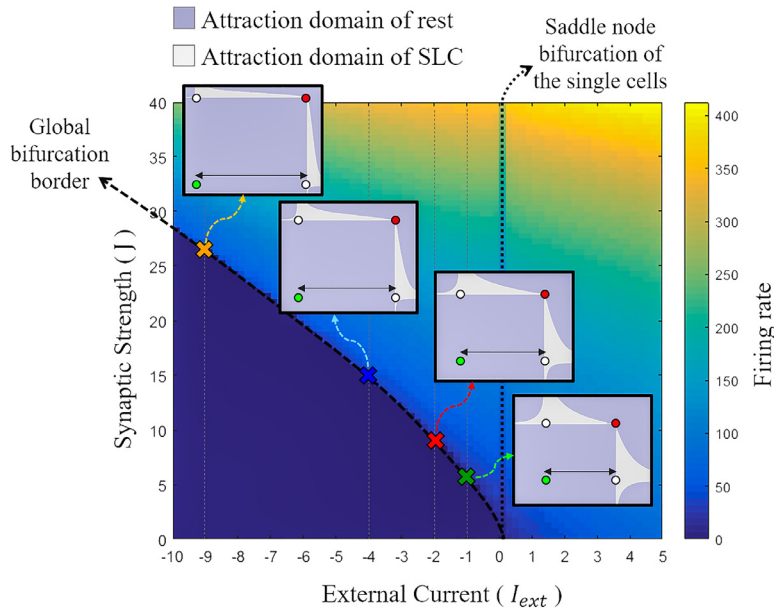 Attraction domain of rest
Attraction domain of SLC
Saddle node
bifurcation of
the single cells
Global
bifurcation
border
Synaptic Strength ( J )
40
35
30
25
20
15
10
5
0
-10 -9 -8 -7 -6 -5 -4 -3 -2 -1 0 1 2 3 4 5
External Current ( I_ext )
400
350
300
250
200
150
100
50
0
Firing rate